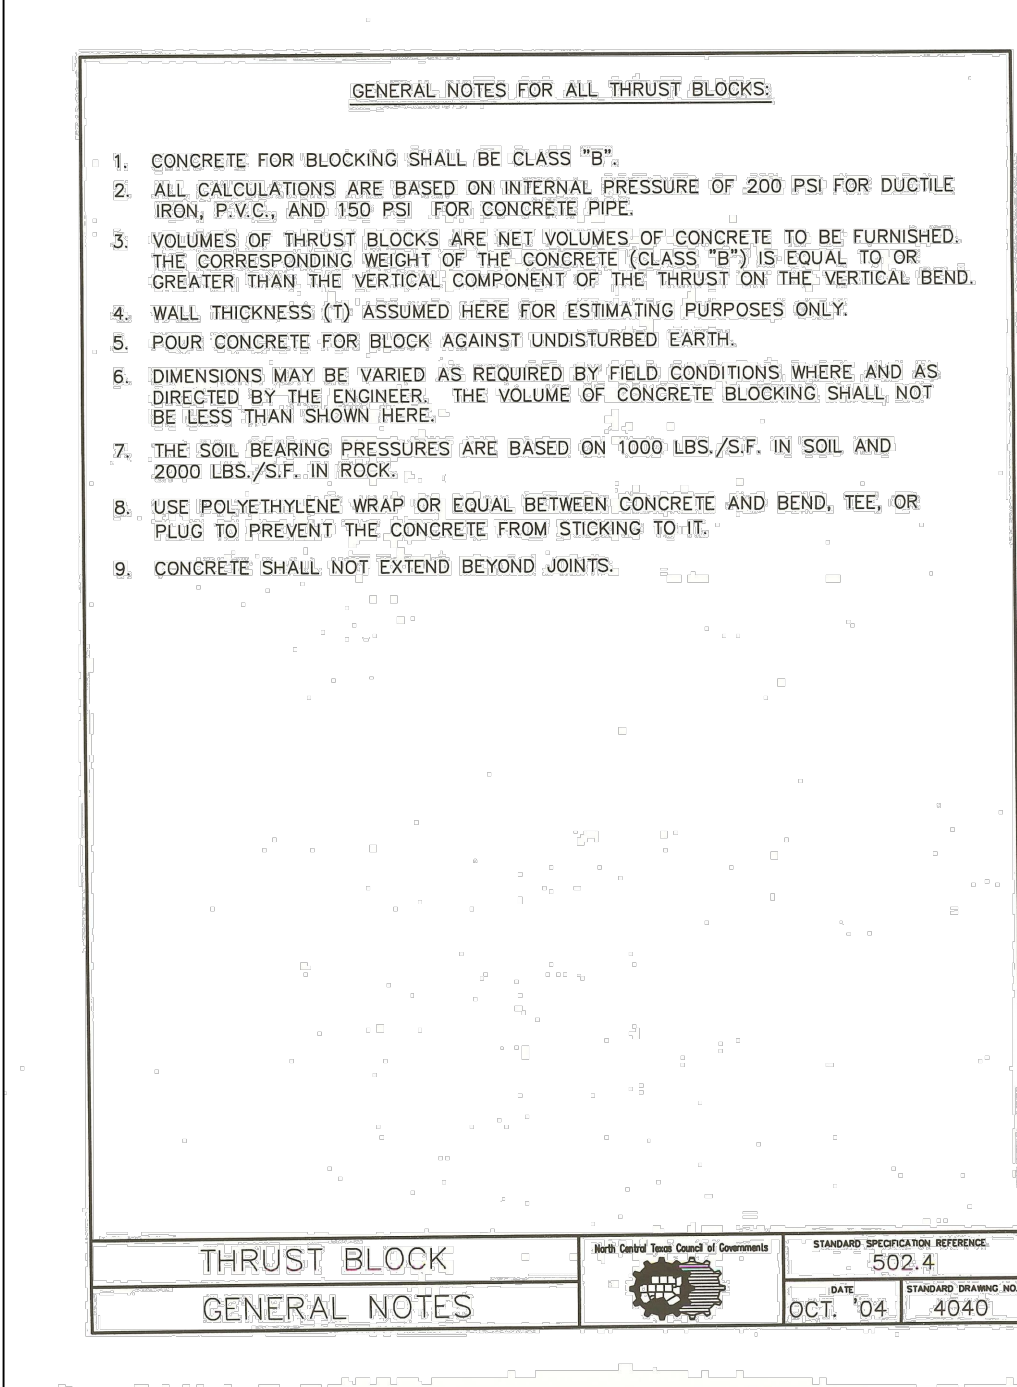 GENERAL NOTES FOR ALL THRUST BLOCKS:
1. CONCRETE FOR BLOCKING SHALL BE CLASS "B".
2. ALL CALCULATIONS ARE BASED ON INTERNAL PRESSURE OF 200 PSI FOR DUCTILE
IRON, P.V.C., AND 150 PSI FOR CONCRETE PIPE.
3. VOLUMES OF THRUST BLOCKS ARE NET VOLUMES OF CONCRETE TO BE FURNISHED.
THE CORRESPONDING WEIGHT OF THE CONCRETE (CLASS "B") IS EQUAL TO OR
GREATER THAN THE VERTICAL COMPONENT OF THE THRUST ON THE VERTICAL BEND.
4. WALL THICKNESS (T) ASSUMED HERE FOR ESTIMATING PURPOSES ONLY.
5. POUR CONCRETE FOR BLOCK AGAINST UNDISTURBED EARTH.
6. DIMENSIONS MAY BE VARIED AS REQUIRED BY FIELD CONDITIONS WHERE AND AS
DIRECTED BY THE ENGINEER. THE VOLUME OF CONCRETE BLOCKING SHALL NOT
BE LESS THAN SHOWN HERE.
7. THE SOIL BEARING PRESSURES ARE BASED ON 1000 LBS./S.F. IN SOIL AND
2000 LBS./S.F. IN ROCK.
8. USE POLYETHYLENE WRAP OR EQUAL BETWEEN CONCRETE AND BEND, TEE, OR
PLUG TO PREVENT THE CONCRETE FROM STICKING TO IT.
9. CONCRETE SHALL NOT EXTEND BEYOND JOINTS.
THRUST BLOCK
GENERAL NOTES
North Central Texas Council of Governments
STANDARD SPECIFICATION REFERENCE
502.4
DATE
OCT. '04
STANDARD DRAWING NO.
4040